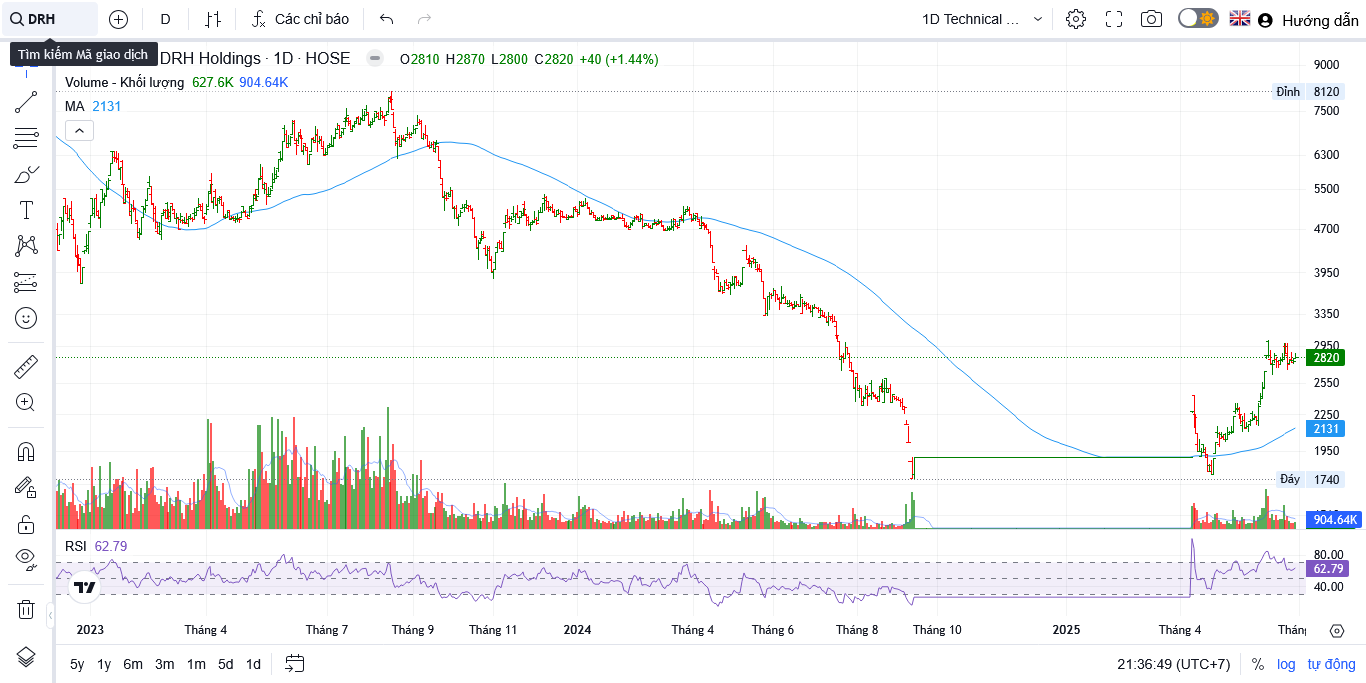 DRH
D
Các chỉ báo
1D Technical ...
Hướng dẫn
Tìm kiếm Mã giao dịch
DRH Holdings · 1D · HOSE
O2810 H2870 L2800 C2820 +40 (+1.44%)
Volume - Khối lượng 627.6K 904.64K
MA 2131
9000
Đỉnh 8120
7500
6300
5500
4700
3950
3350
2950
2820
2550
2250
2131
1950
Đáy 1740
904.64K
RSI 62.79
80.00
62.79
40.00
2023 Tháng 4 Tháng 7 Tháng 9 Tháng 11 2024 Tháng 4 Tháng 6 Tháng 8 Tháng 10 2025 Tháng 4 Tháng
5y 1y 6m 3m 1m 5d 1d
21:36:49 (UTC+7) % log tự động